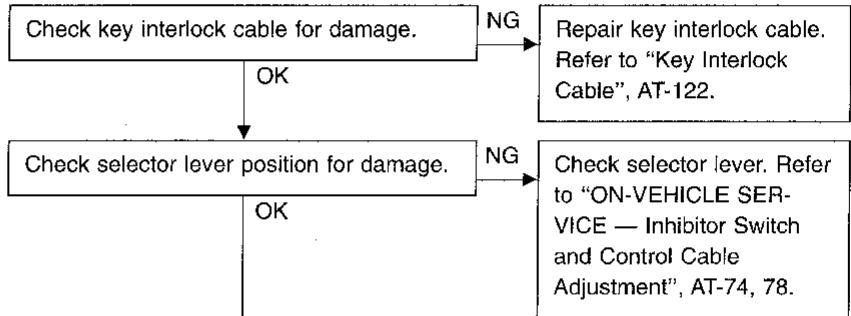 Check key interlock cable for damage.
NG
Repair key interlock cable.
Refer to “Key Interlock
Cable”, AT-122.
OK
Check selector lever position for damage.
NG
Check selector lever. Refer
to “ON-VEHICLE SER-
VICE — Inhibitor Switch
and Control Cable
Adjustment”, AT-74, 78.
OK